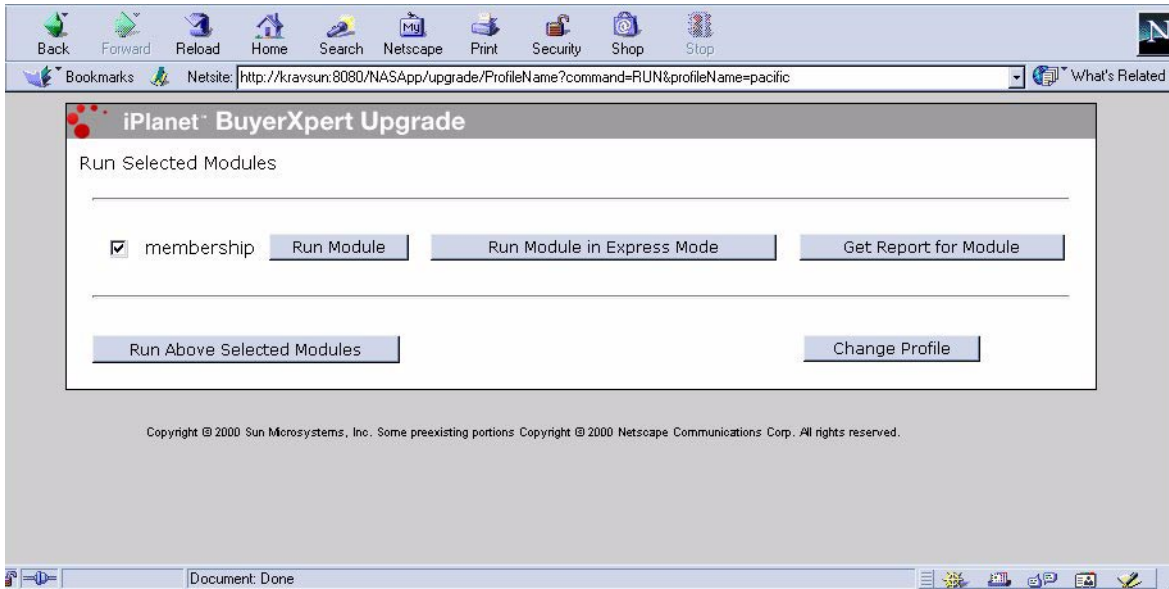 Back Forward Reload Home Search Netscape Print Security Shop Stop
My
N
Bookmarks Netsite: http://kravsun:8080/NASApp/upgrade/ProfileName?command=RUN&profileName=pacific What's Related
iPlanet™ BuyerXpert Upgrade
Run Selected Modules
membership Run Module Run Module in Express Mode Get Report for Module
Run Above Selected Modules Change Profile
Copyright © 2000 Sun Microsystems, Inc. Some preexisting portions Copyright © 2000 Netscape Communications Corp. All rights reserved.
Document: Done